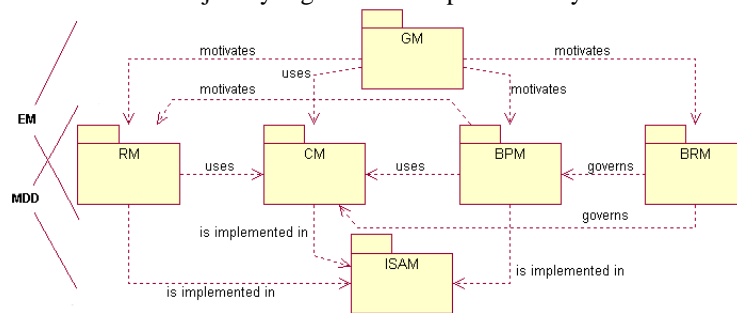 GM
motivates
motivates
uses
motivates
motivates
EM
RM
CM
BPM
BRM
uses
uses
governs
MDD
governs
is implemented in
ISAM
is implemented in
is implemented in